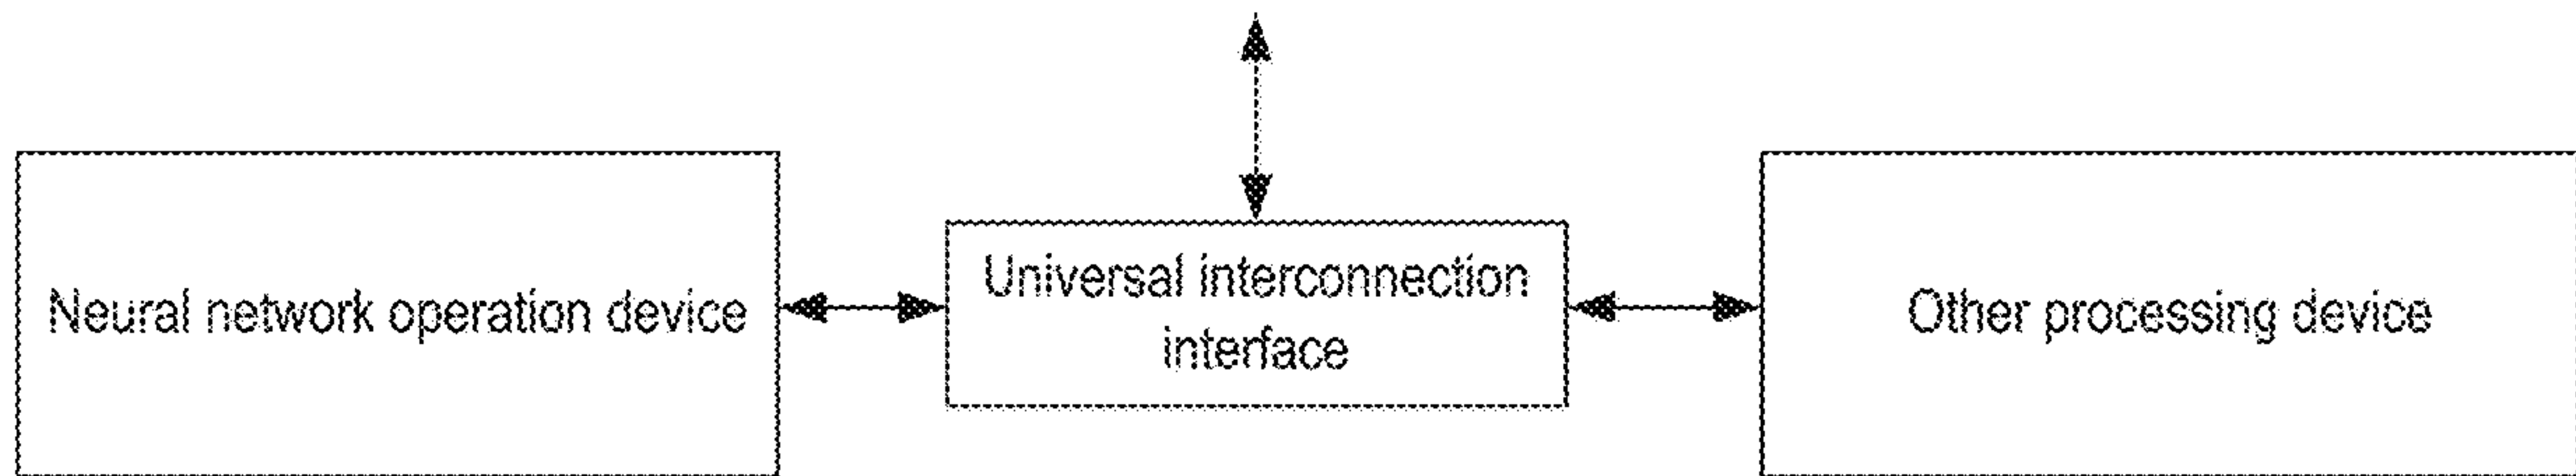 Neural network operation device
Universal interconnection
interface
Other processing device